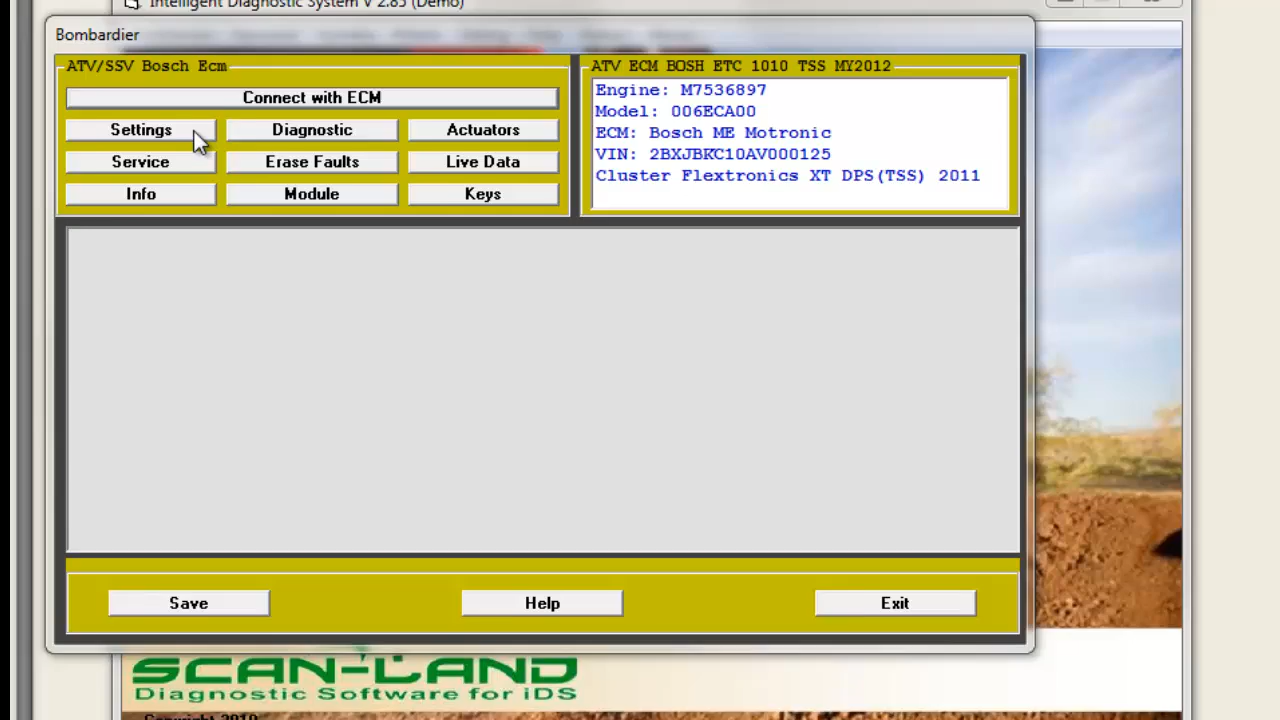 Intelligent Diagnostic System V 2.85 (Demo)
Bombardier
ATV/SSV Bosch Ecm
Connect with ECM
Settings
Diagnostic
Actuators
Service
Erase Faults
Live Data
Info
Module
Keys
ATV ECM BOSH ETC 1010 TSS MY2012
Engine: M7536897
Model: 006ECA00
ECM: Bosch ME Motronic
VIN: 2BXJBKC10AV000125
Cluster Flextronics XT DPS(TSS) 2011
Save
Help
Exit
SCAN-LAND
Diagnostic Software for iDS
Copyright 2010